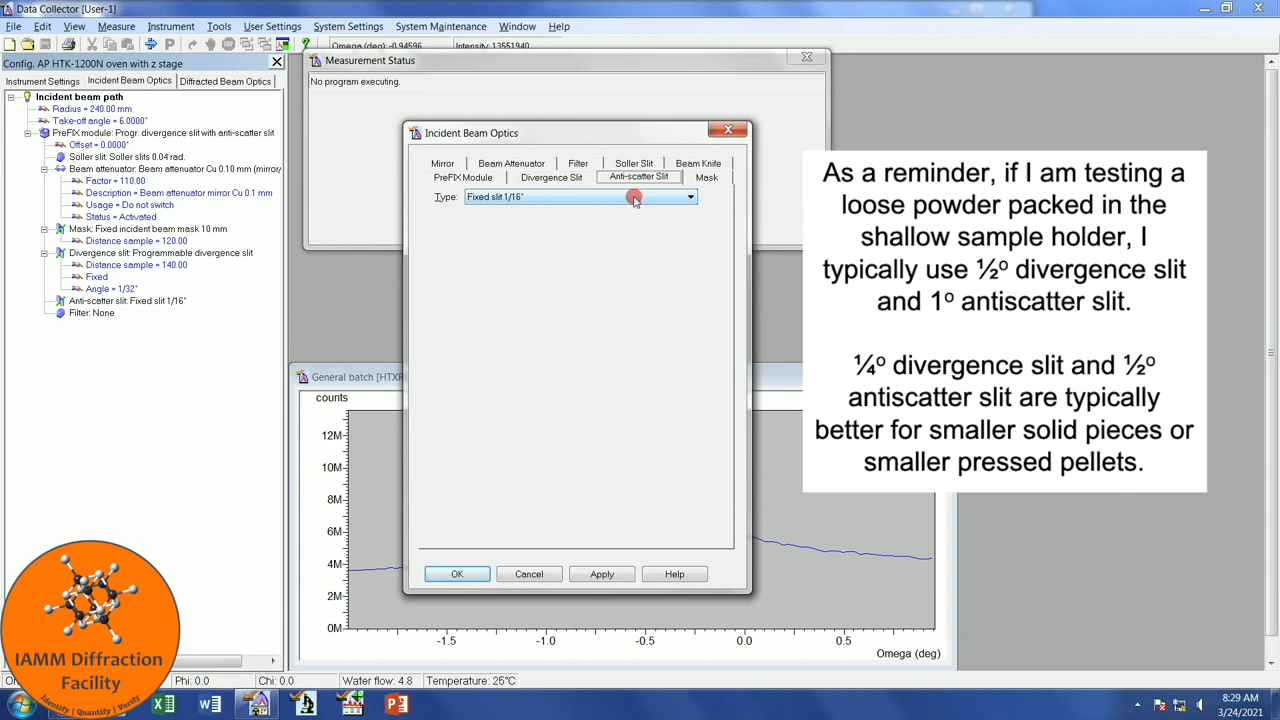 Data Collector [User-1]
File Edit View Measure Instrument Tools User Settings System Settings System Maintenance Window Help
Omega (deg): -0.94596 Intensity: 13551940
Config. AP HTK-1200N oven with z stage
Instrument Settings Incident Beam Optics Diffracted Beam Optics
Incident beam path
Radius = 240.00 mm
Take-off angle = 6.0000°
PreFIX module: Progr. divergence slit with anti-scatter slit
Offset = 0.0000°
Soller slit: Soller slits 0.04 rad.
Beam attenuator: Beam attenuator Cu 0.10 mm (mirror
Factor = 110.00
Description = Beam attenuator mirror Cu 0.1 mm
Usage = Do not switch
Status = Activated
Mask: Fixed incident beam mask 10 mm
Distance sample = 120.00
Divergence slit: Programmable divergence slit
Distance sample = 140.00
Fixed
Angle = 1/32°
Anti-scatter slit: Fixed slit 1/16°
Filter: None
Measurement Status
No program executing.
Incident Beam Optics
Mirror Beam Attenuator Filter Soller Slit Beam Knife
PreFIX Module Divergence Slit Anti-scatter Slit Mask
Type: Fixed slit 1/16°
OK Cancel Apply Help
As a reminder, if I am testing a
loose powder packed in the
shallow sample holder, I
typically use ½° divergence slit
and 1° antiscatter slit.
¼° divergence slit and ½°
antiscatter slit are typically
better for smaller solid pieces or
smaller pressed pellets.
General batch [HTXR
counts
12M
10M
8M
6M
4M
2M
0M
-1.5 -1.0 -0.5 0.0 0.5
Omega (deg)
IAMM Diffraction
Facility
Identify | Quantify | Verify
Phi: 0.0 Chi: 0.0 Water flow: 4.8 Temperature: 25°C
8:29 AM
3/24/2021